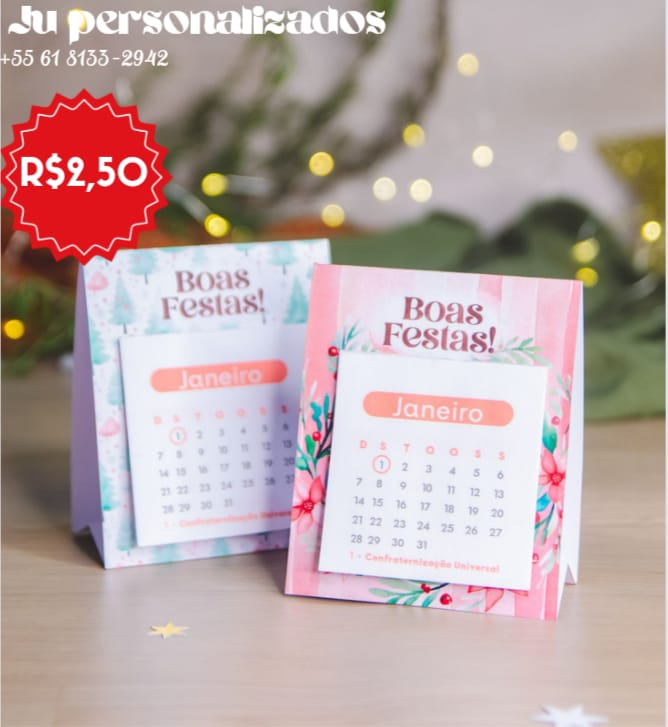 Ju personalizados
+55 61 8133-2942
R$2,50
Boas
Festas!
Janeiro
D S T Q Q S S
1 2 3 4 5 6
7 8 9 10 11 12 13
14 15 16 17 18 19 20
21 22 23 24 25 26 27
28 29 30 31
1 - Confraternização Univers
Boas
Festas!
Janeiro
D S T Q Q S S
1 2 3 4 5 6
7 8 9 10 11 12 13
14 15 16 17 18 19 20
21 22 23 24 25 26 27
28 29 30 31
1 - Confraternização Universal